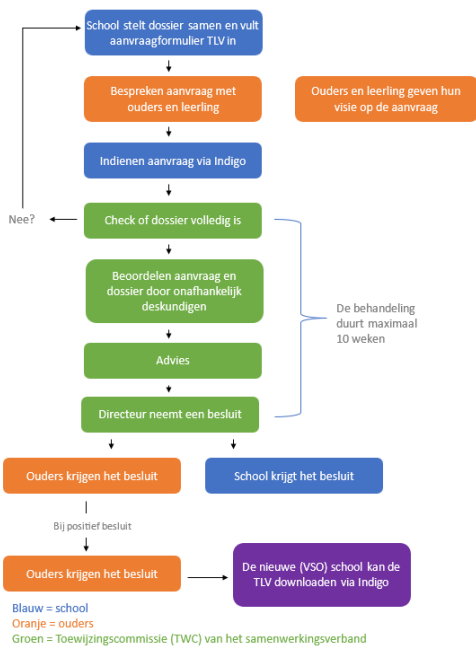 School stelt dossier samen en vult
aanvraagformulier TLV in
Bespreken aanvraag met
ouders en leerling
Ouders en leerling geven hun
visie op de aanvraag
Indienen aanvraag via Indigo
Nee?
Check of dossier volledig is
Beoordelen aanvraag en
dossier door onafhankelijk
deskundigen
De behandeling
duurt maximaal
10 weken
Advies
Directeur neemt een besluit
Ouders krijgen het besluit
School krijgt het besluit
Bij positief besluit
Ouders krijgen het besluit
De nieuwe (VSO) school kan de
TLV downloaden via Indigo
Blauw = school
Oranje = ouders
Groen = Toewijzingscommissie (TWC) van het samenwerkingsverband